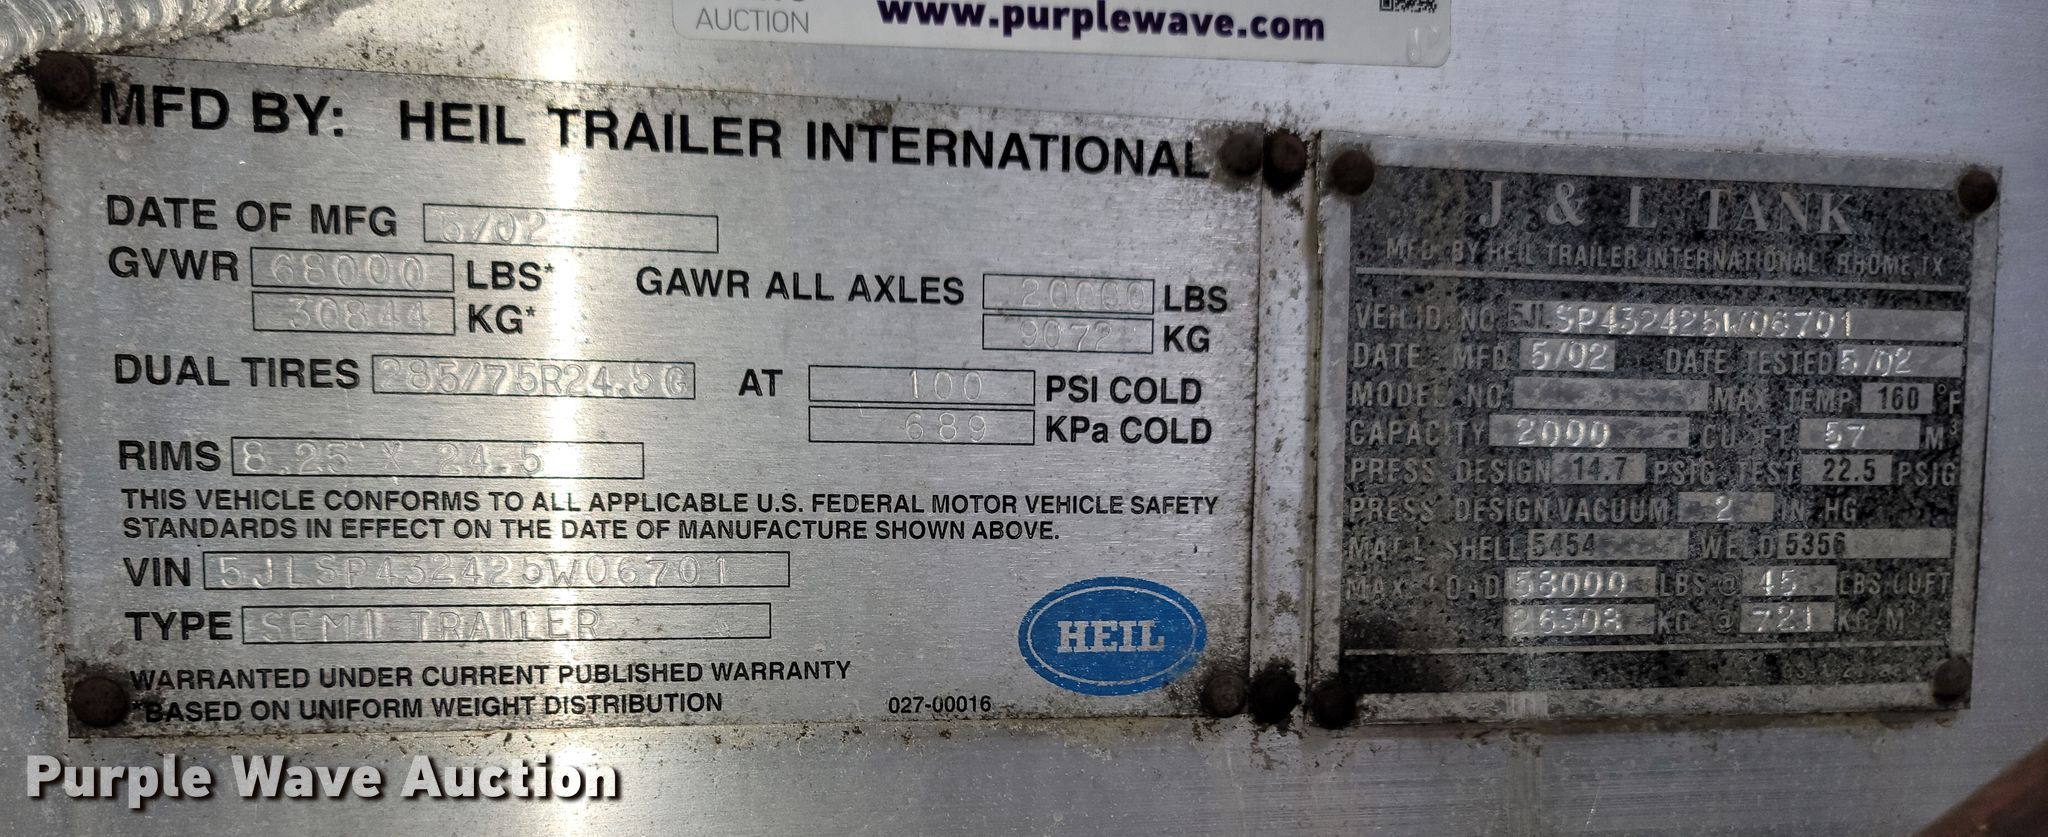 AUCTION
www.purplewave.com
MFD BY: HEIL TRAILER INTERNATIONAL
DATE OF MFG 5/02
GVWR 68000 LBS*
30844 KG*
GAWR ALL AXLES 20000 LBS
9072 KG
DUAL TIRES 285/75R24.5G AT 100 PSI COLD
689 KPa COLD
RIMS 8.25 X 24.5
THIS VEHICLE CONFORMS TO ALL APPLICABLE U.S. FEDERAL MOTOR VEHICLE SAFETY
STANDARDS IN EFFECT ON THE DATE OF MANUFACTURE SHOWN ABOVE.
VIN 5JLSP432425W06701
TYPE SEMI TRAILER
WARRANTED UNDER CURRENT PUBLISHED WARRANTY
*BASED ON UNIFORM WEIGHT DISTRIBUTION
027-00016
HEIL
J & L TANK
MFD BY HEIL TRAILER INTERNATIONAL, RHOME, TX
VEH. ID. NO. 5JLSP432425W06701
DATE MFD 5/02 DATE TESTED 5/02
MODEL NO. MAX TEMP 160 °F
CAPACITY 2000 CU. FT. 57 M³
PRESS DESIGN 14.7 PSIG TEST 22.5 PSIG
PRESS DESIGN VACUUM 2 IN. HG
MAT'L SHELL 5454 WELD 5356
MAX LOAD 58000 LBS @ 45 LBS/CUFT
26308 KG @ 721 KG/M³
Purple Wave Auction